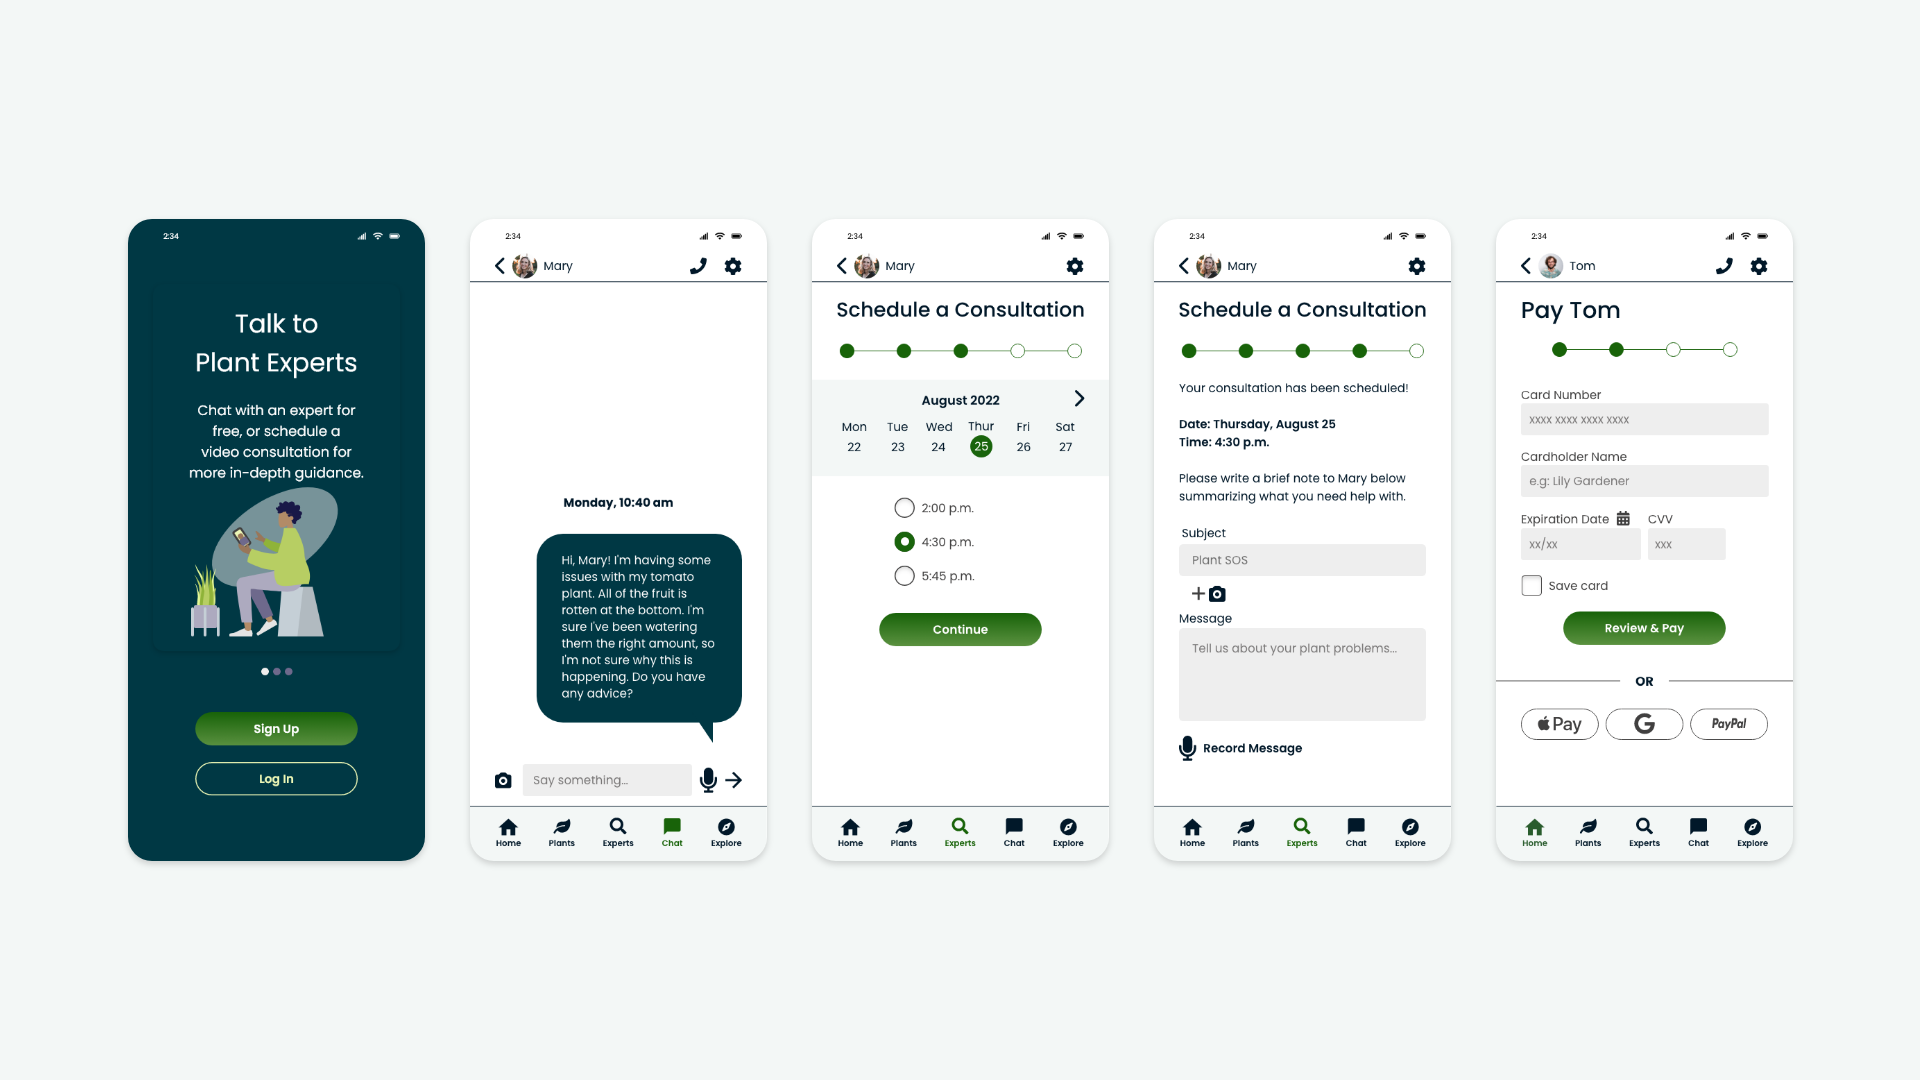 2:34
Talk to
Plant Experts
Chat with an expert for
free, or schedule a
video consultation for
more in-depth guidance.
Sign Up
Log In
2:34
Mary
Monday, 10:40 am
Hi, Mary! I'm having some
issues with my tomato
plant. All of the fruit is
rotten at the bottom. I'm
sure I've been watering
them the right amount, so
I'm not sure why this is
happening. Do you have
any advice?
Say something...
Home Plants Experts Chat Explore
2:34
Mary
Schedule a Consultation
August 2022
Mon Tue Wed Thur Fri Sat
22 23 24 25 26 27
2:00 p.m.
4:30 p.m.
5:45 p.m.
Continue
Home Plants Experts Chat Explore
2:34
Mary
Schedule a Consultation
Your consultation has been scheduled!
Date: Thursday, August 25
Time: 4:30 p.m.
Please write a brief note to Mary below
summarizing what you need help with.
Subject
Plant SOS
Message
Tell us about your plant problems...
Record Message
Home Plants Experts Chat Explore
2:34
Tom
Pay Tom
Card Number
xxxx xxxx xxxx xxxx
Cardholder Name
e.g: Lily Gardener
Expiration Date CVV
xx/xx xxx
Save card
Review & Pay
OR
Pay G PayPal
Home Plants Experts Chat Explore